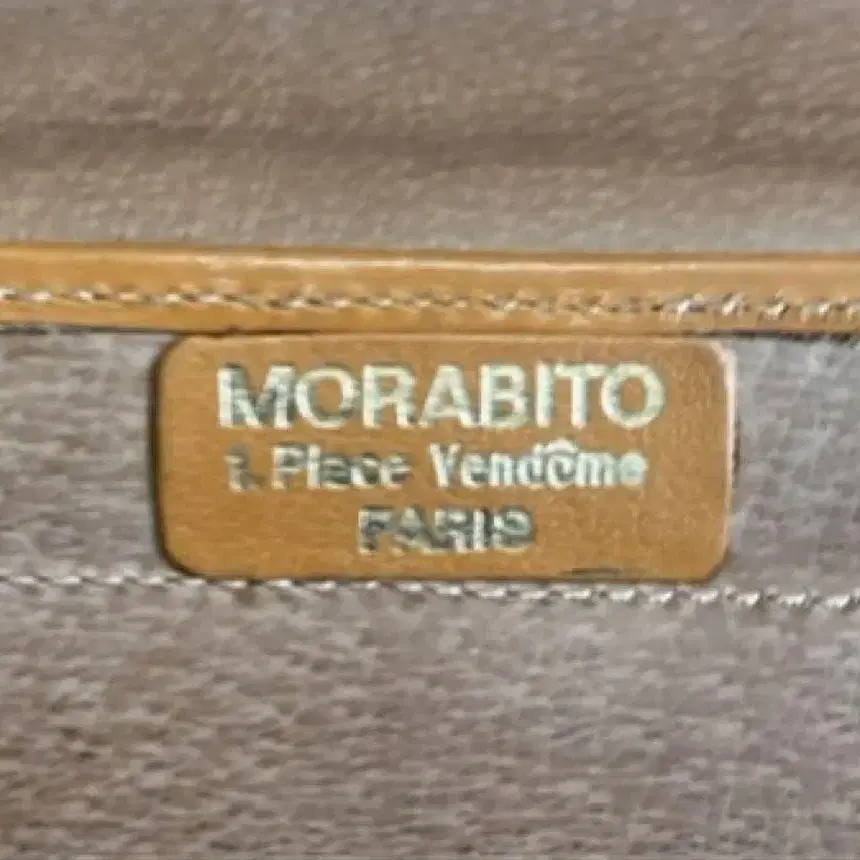 MORABITO
1. Place Vendôme
PARIS